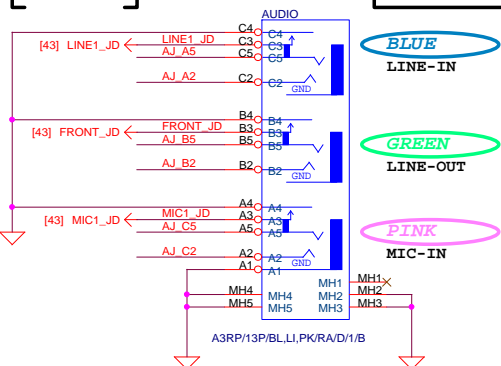 AUDIO
C4 C4
[43] LINE1_JD LINE1_JD C3 C3
AJ_A5 C5 C5
BLUE
LINE-IN
AJ_A2 C2 C2
GND
B4 B4
[43] FRONT_JD FRONT_JD B3 B3
AJ_B5 B5 B5
GREEN
LINE-OUT
AJ_B2 B2 B2
GND
A4 A4
[43] MIC1_JD MIC1_JD A3 A3
AJ_C5 A5 A5
PINK
MIC-IN
AJ_C2 A2 A2
GND
A1 A1
MH1 MH1
MH4 MH4 MH2 MH2
MH5 MH5 MH3 MH3
A3RP/13P/BL,LI,PK/RA/D/1/B